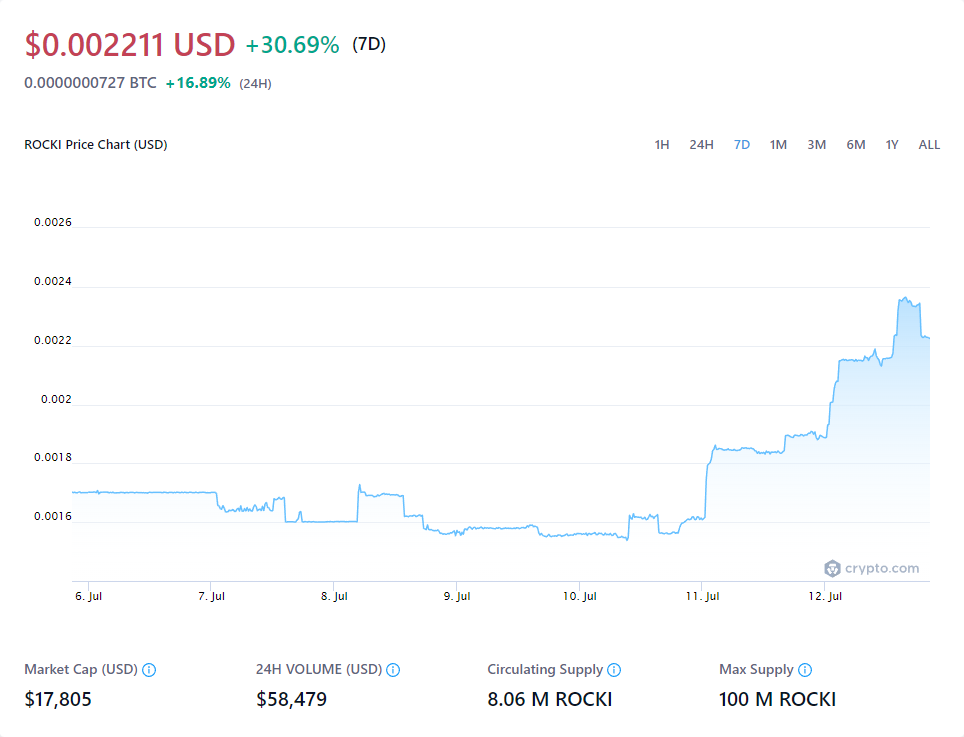 $0.002211 USD +30.69% (7D)
0.0000000727 BTC +16.89% (24H)
ROCKI Price Chart (USD) 1H 24H 7D 1M 3M 6M 1Y ALL
0.0026
0.0024
0.0022
0.002
0.0018
0.0016
crypto.com
6. Jul 7. Jul 8. Jul 9. Jul 10. Jul 11. Jul 12. Jul
Market Cap (USD) 24H VOLUME (USD) Circulating Supply Max Supply
$17,805 $58,479 8.06 M ROCKI 100 M ROCKI